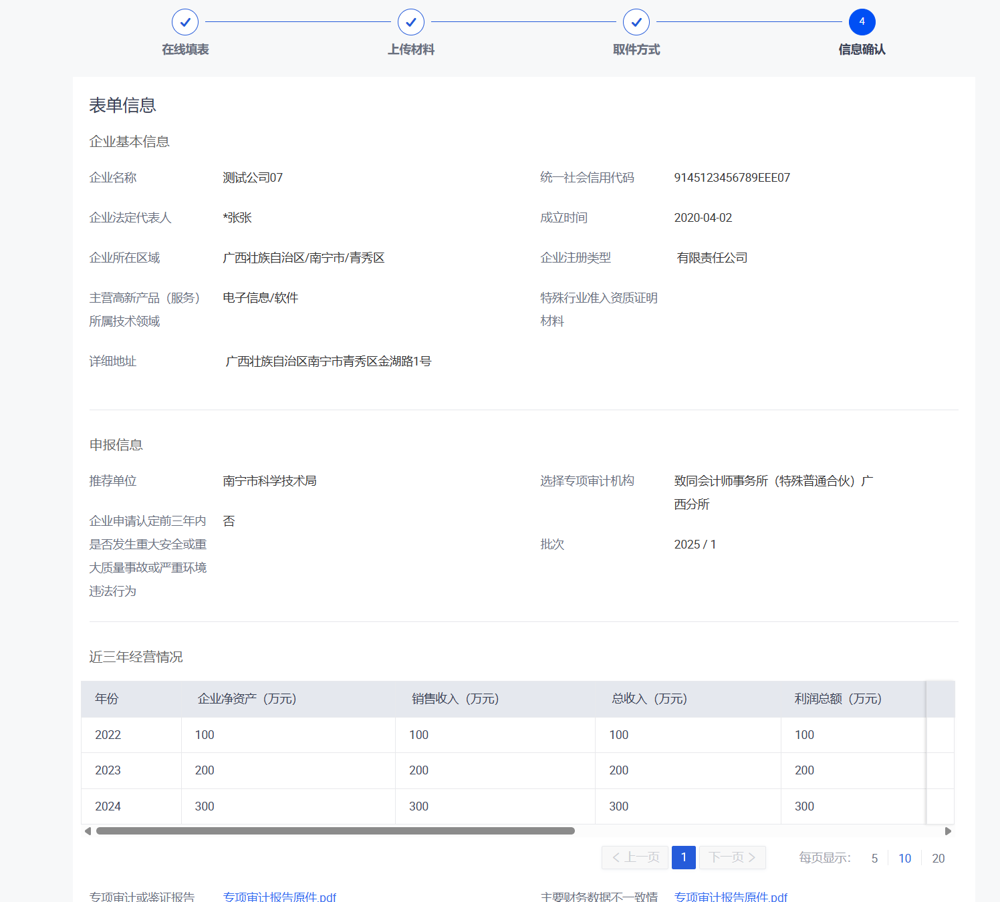 4
在线填表 上传材料 取件方式 信息确认
表单信息
企业基本信息
企业名称 测试公司07 统一社会信用代码 9145123456789EEE07
企业法定代表人 *张张 成立时间 2020-04-02
企业所在区域 广西壮族自治区/南宁市/青秀区 企业注册类型 有限责任公司
主营高新产品（服务） 电子信息/软件 特殊行业准入资质证明
所属技术领域 材料
详细地址 广西壮族自治区南宁市青秀区金湖路1号
申报信息
推荐单位 南宁市科学技术局 选择专项审计机构 致同会计师事务所（特殊普通合伙）广
西分所
企业申请认定前三年内 否
是否发生重大安全或重 批次 2025 / 1
大质量事故或严重环境
违法行为
近三年经营情况
年份 企业净资产（万元） 销售收入（万元） 总收入（万元） 利润总额（万元）
2022 100 100 100 100
2023 200 200 200 200
2024 300 300 300 300
上一页 1 下一页 每页显示： 5 10 20
专项审计或鉴证报告 专项审计报告原件.pdf 主要财务数据不一致情 专项审计报告原件.pdf